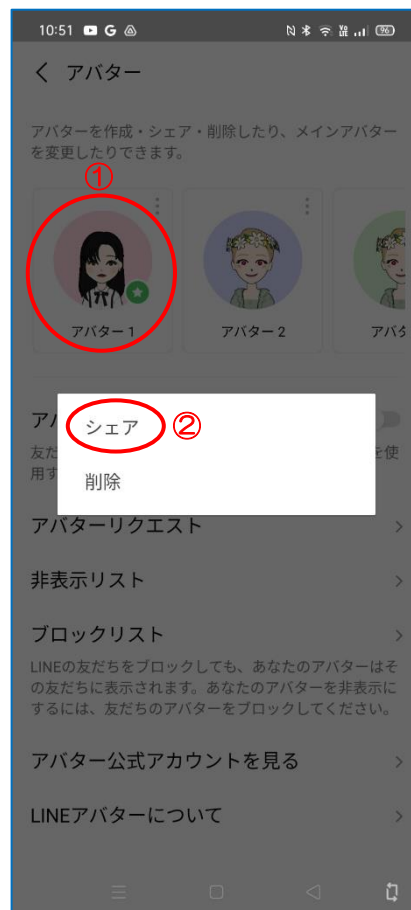 10:51
アバター
アバターを作成・シェア・削除したり、メインアバター
を変更したりできます。
①
アバター 1
アバター 2
アバ
シェア
②
削除
友だ
を使
用す
アバターリクエスト
非表示リスト
ブロックリスト
LINEの友だちをブロックしても、あなたのアバターはそ
の友だちに表示されます。あなたのアバターを非表示に
するには、友だちのアバターをブロックしてください。
アバター公式アカウントを見る
LINEアバターについて